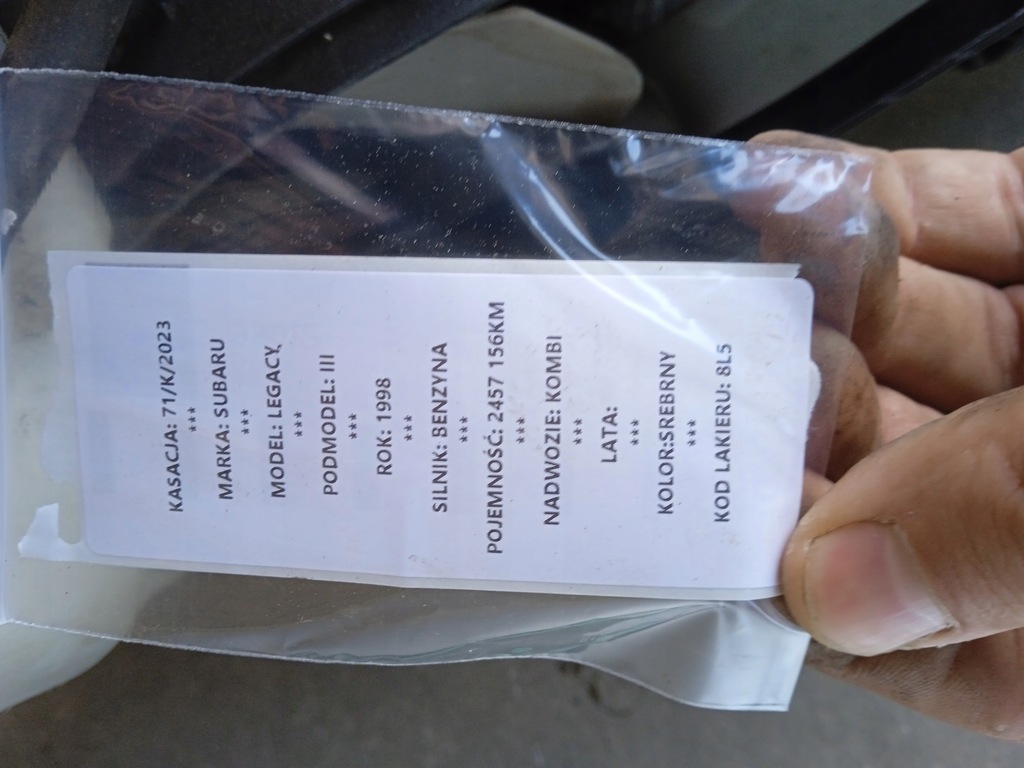 KASACJA: 71/K/2023
***
MARKA: SUBARU
***
MODEL: LEGACY
***
PODMODEL: III
***
ROK: 1998
***
SILNIK: BENZYNA
***
POJEMNOŚĆ: 2457 156KM
***
NADWOZIE: KOMBI
***
LATA:
***
KOLOR:SREBRNY
***
KOD LAKIERU: 8L5